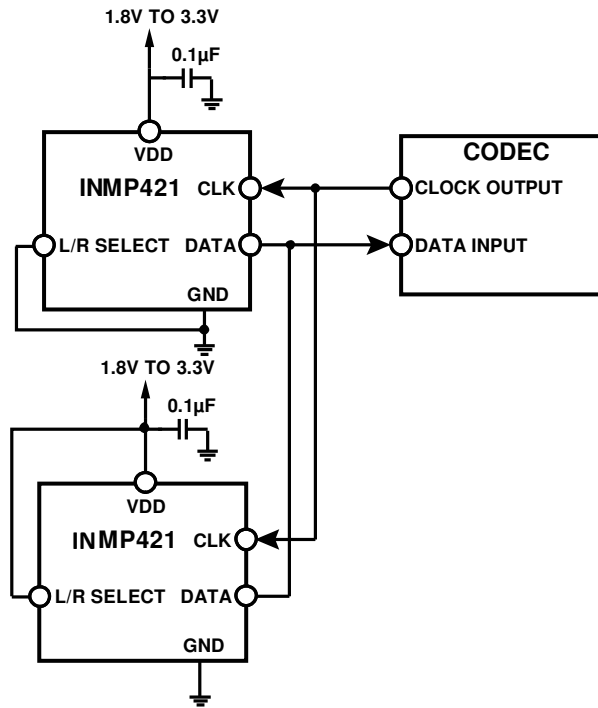 1.8V TO 3.3V
0.1µF
VDD
INMP421
CLK
L/R SELECT
DATA
GND
CODEC
CLOCK OUTPUT
DATA INPUT
1.8V TO 3.3V
0.1µF
VDD
INMP421
CLK
L/R SELECT
DATA
GND